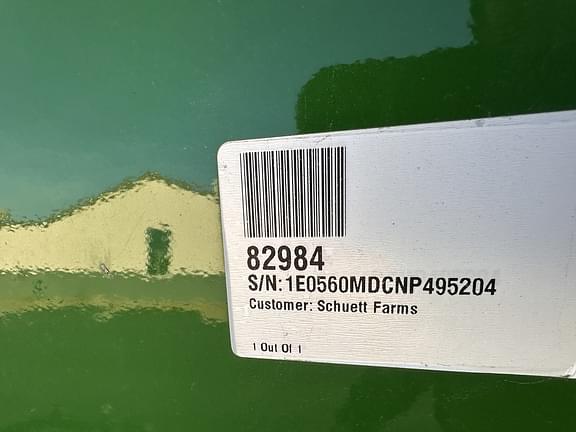 82984
S/N: 1E0560MDCNP495204
Customer: Schuett Farms
1 Out Of 1